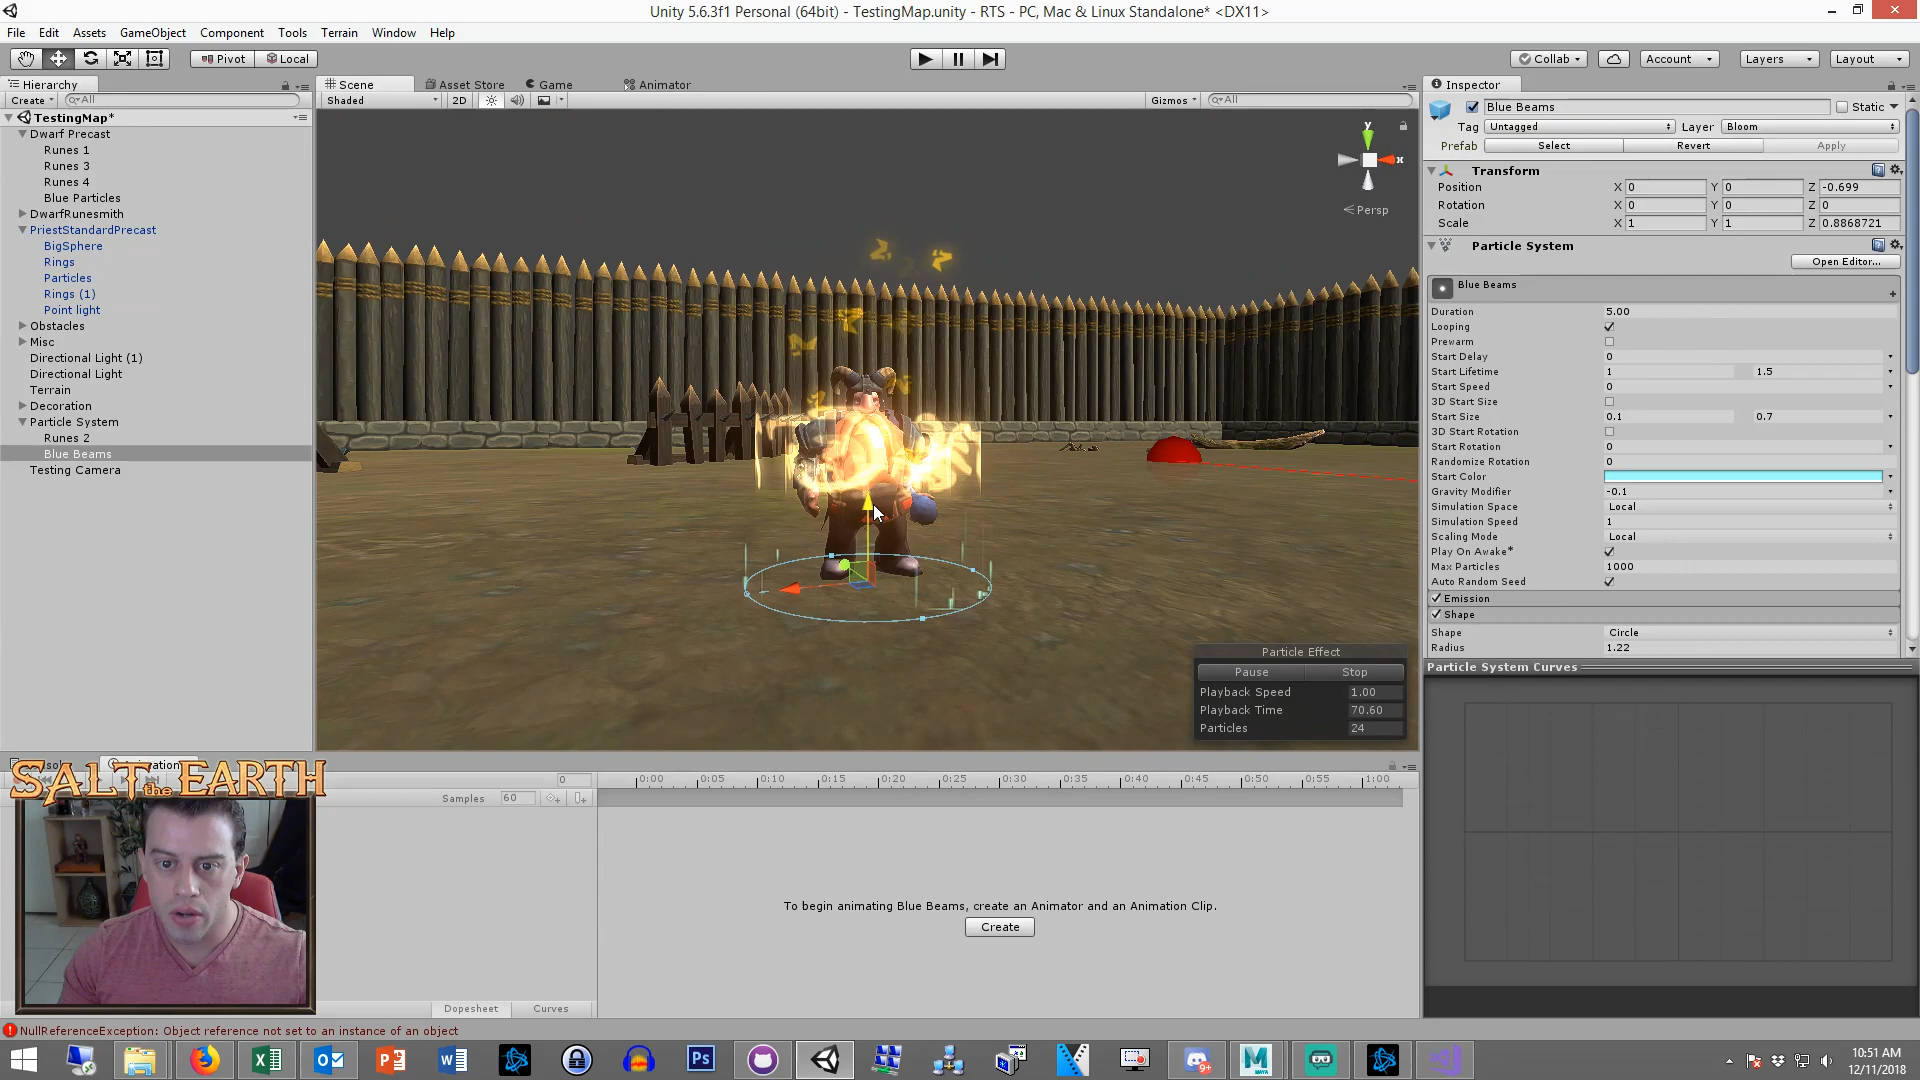 Unity 5.6.3f1 Personal (64bit) - TestingMap.unity - RTS - PC, Mac & Linux Standalone* <DX11>
File Edit Assets GameObject Component Tools Terrain Window Help
Pivot Local Collab Account Layers Layout
Hierarchy
Create All
TestingMap*
Dwarf Precast
Runes 1
Runes 3
Runes 4
Blue Particles
DwarfRunesmith
PriestStandardPrecast
BigSphere
Rings
Particles
Rings (1)
Point light
Obstacles
Misc
Directional Light (1)
Directional Light
Terrain
Decoration
Particle System
Runes 2
Blue Beams
Testing Camera
Scene Asset Store Game Animator
Shaded 2D Gizmos All
y
x
Persp
Particle Effect
Pause Stop
Playback Speed 1.00
Playback Time 70.60
Particles 24
Inspector
Blue Beams Static
Tag Untagged Layer Bloom
Prefab Select Revert Apply
Transform
Position X 0 Y 0 Z -0.699
Rotation X 0 Y 0 Z 0
Scale X 1 Y 1 Z 0.8868721
Particle System
Open Editor...
Blue Beams
Duration 5.00
Looping
Prewarm
Start Delay 0
Start Lifetime 1 1.5
Start Speed 0
3D Start Size
Start Size 0.1 0.7
3D Start Rotation
Start Rotation 0
Randomize Rotation 0
Start Color
Gravity Modifier -0.1
Simulation Space Local
Simulation Speed 1
Scaling Mode Local
Play On Awake*
Max Particles 1000
Auto Random Seed
Emission
Shape
Shape Circle
Radius 1.22
Particle System Curves
SALT the EARTH
0 0:00 0:05 0:10 0:15 0:20 0:25 0:30 0:35 0:40 0:45 0:50 0:55 1:00
Samples 60
To begin animating Blue Beams, create an Animator and an Animation Clip.
Create
Dopesheet Curves
NullReferenceException: Object reference not set to an instance of an object
Ps
9+
MAYA
10:51 AM
12/11/2018